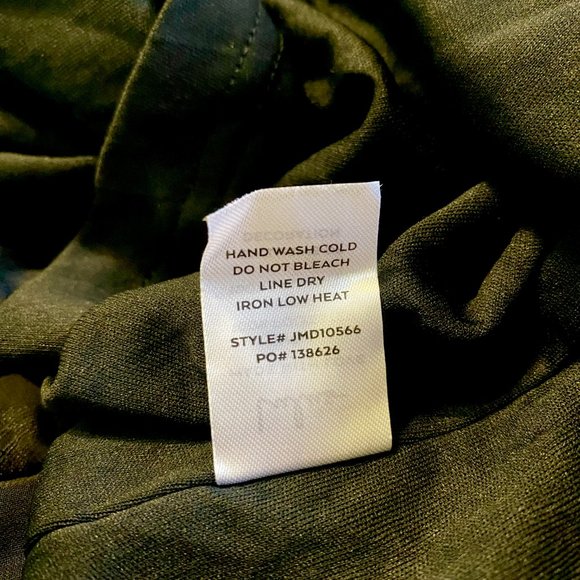 HAND WASH COLD
DO NOT BLEACH
LINE DRY
IRON LOW HEAT
STYLE# JMD10566
PO# 138626